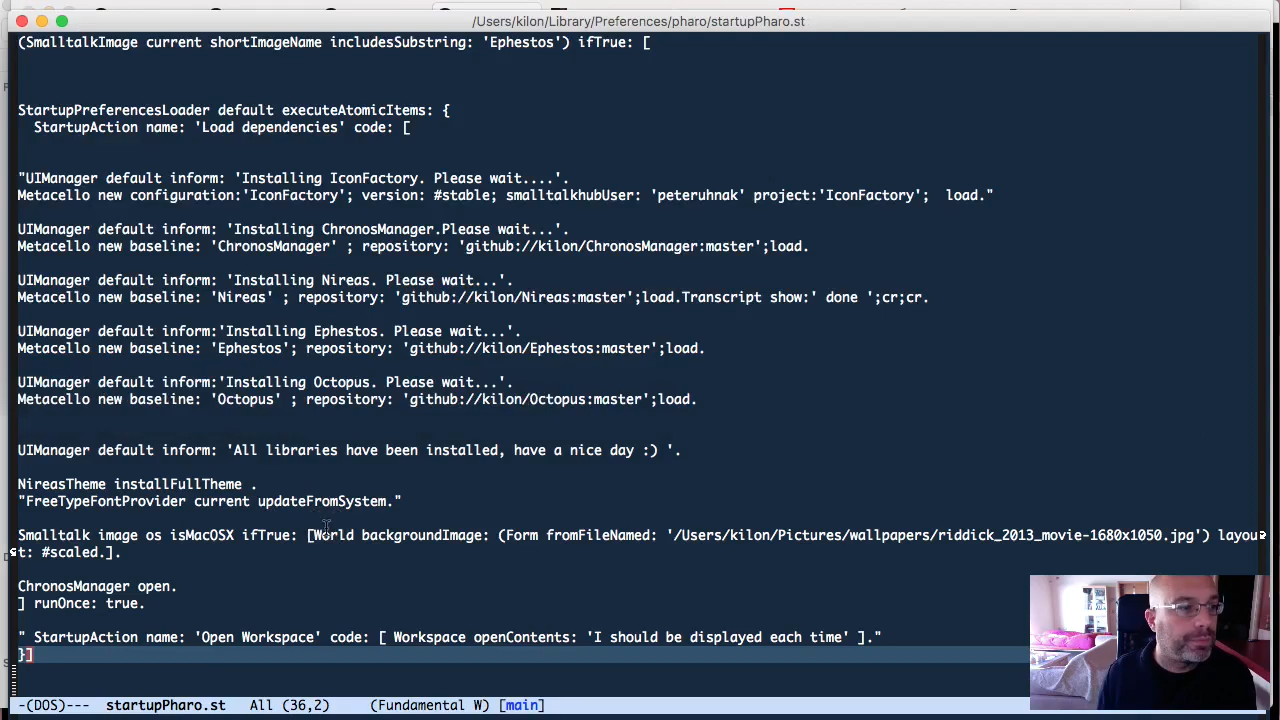 /Users/kilon/Library/Preferences/pharo/startupPharo.st
(SmalltalkImage current shortImageName includesSubstring: 'Ephestos') ifTrue: [
StartupPreferencesLoader default executeAtomicItems: {
StartupAction name: 'Load dependencies' code: [
"UIManager default inform: 'Installing IconFactory. Please wait....'.
Metacello new configuration:'IconFactory'; version: #stable; smalltalkhubUser: 'peteruhnak' project:'IconFactory';  load."
UIManager default inform: 'Installing ChronosManager.Please wait...'.
Metacello new baseline: 'ChronosManager' ; repository: 'github://kilon/ChronosManager:master';load.
UIManager default inform: 'Installing Nireas. Please wait...'.
Metacello new baseline: 'Nireas' ; repository: 'github://kilon/Nireas:master';load.Transcript show:' done ';cr;cr.
UIManager default inform:'Installing Ephestos. Please wait...'.
Metacello new baseline: 'Ephestos'; repository: 'github://kilon/Ephestos:master';load.
UIManager default inform:'Installing Octopus. Please wait...'.
Metacello new baseline: 'Octopus' ; repository: 'github://kilon/Octopus:master';load.
UIManager default inform: 'All libraries have been installed, have a nice day :) '.
NireasTheme installFullTheme .
"FreeTypeFontProvider current updateFromSystem."
Smalltalk image os isMacOSX ifTrue: [World backgroundImage: (Form fromFileNamed: '/Users/kilon/Pictures/wallpapers/riddick_2013_movie-1680x1050.jpg') layou
t: #scaled.].
ChronosManager open.
] runOnce: true.
" StartupAction name: 'Open Workspace' code: [ Workspace openContents: 'I should be displayed each time' ]."
}]
-(DOS)---  startupPharo.st   All (36,2)     (Fundamental W) [main]